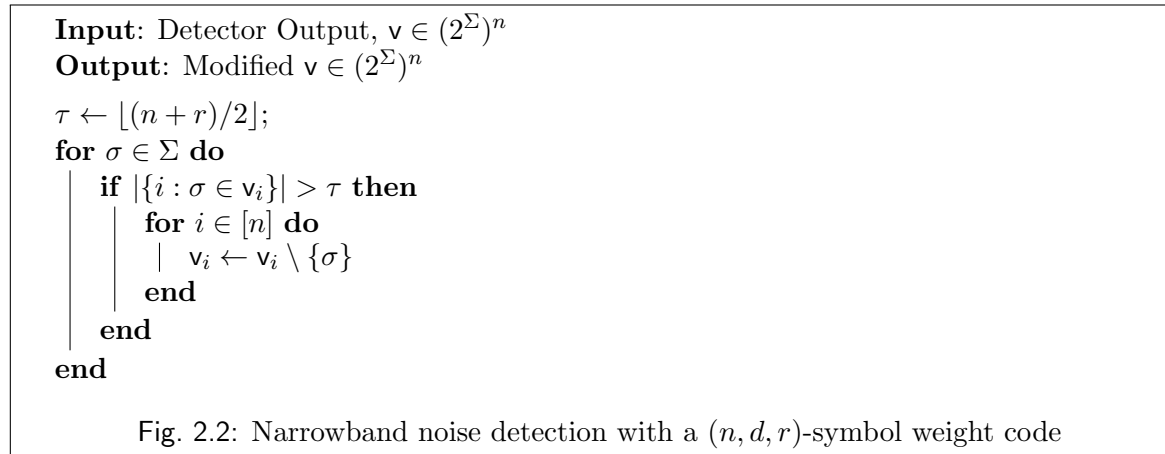 Input: Detector Output, v ∈ (2^Σ)^n
Output: Modified v ∈ (2^Σ)^n
τ ← ⌊(n + r)/2⌋;
for σ ∈ Σ do
if |{i : σ ∈ v_i}| > τ then
for i ∈ [n] do
v_i ← v_i \ {σ}
end
end
end
Fig. 2.2: Narrowband noise detection with a (n, d, r)-symbol weight code